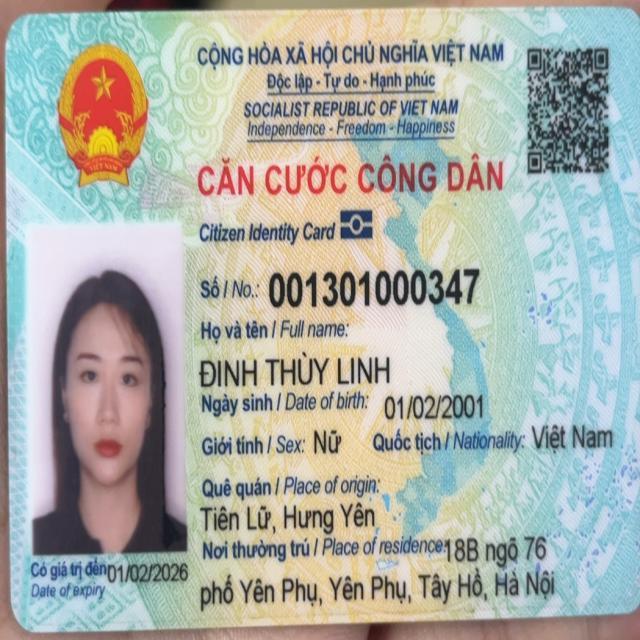 CỘNG HÒA XÃ HỘI CHỦ NGHĨA VIỆT NAM
Độc lập - Tự do - Hạnh phúc
SOCIALIST REPUBLIC OF VIET NAM
Independence - Freedom - Happiness
CĂN CƯỚC CÔNG DÂN
Citizen Identity Card
Số / No.: 001301000347
Họ và tên / Full name:
ĐINH THÙY LINH
Ngày sinh / Date of birth: 01/02/2001
Giới tính / Sex: Nữ Quốc tịch / Nationality: Việt Nam
Quê quán / Place of origin:
Tiên Lữ, Hưng Yên
Nơi thường trú / Place of residence: 18B ngõ 76
phố Yên Phụ, Yên Phụ, Tây Hồ, Hà Nội
Có giá trị đến 01/02/2026
Date of expiry
VIỆT NAM